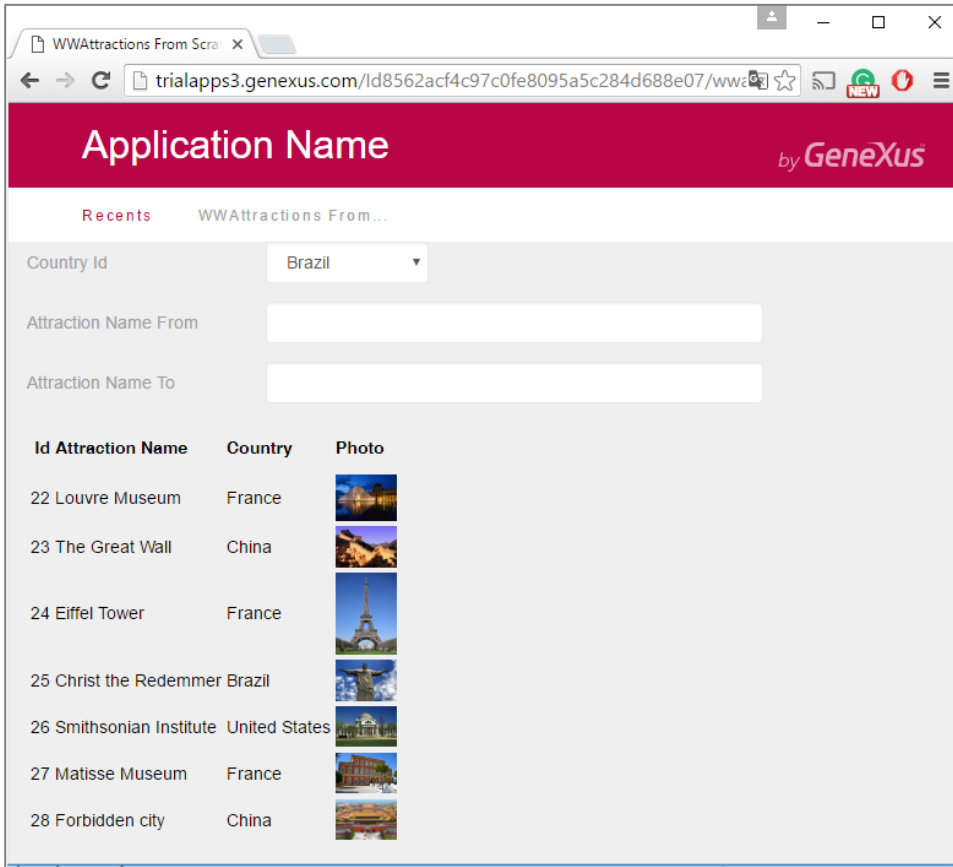 WWAttractions From Scra
trialapps3.genexus.com/Id8562acf4c97c0fe8095a5c284d688e07/wwa
NEW
Application Name
by GeneXus
Recents WWAttractions From...
Country Id Brazil
Attraction Name From
Attraction Name To
Id Attraction Name Country Photo
22 Louvre Museum France
23 The Great Wall China
24 Eiffel Tower France
25 Christ the Redemmer Brazil
26 Smithsonian Institute United States
27 Matisse Museum France
28 Forbidden city China